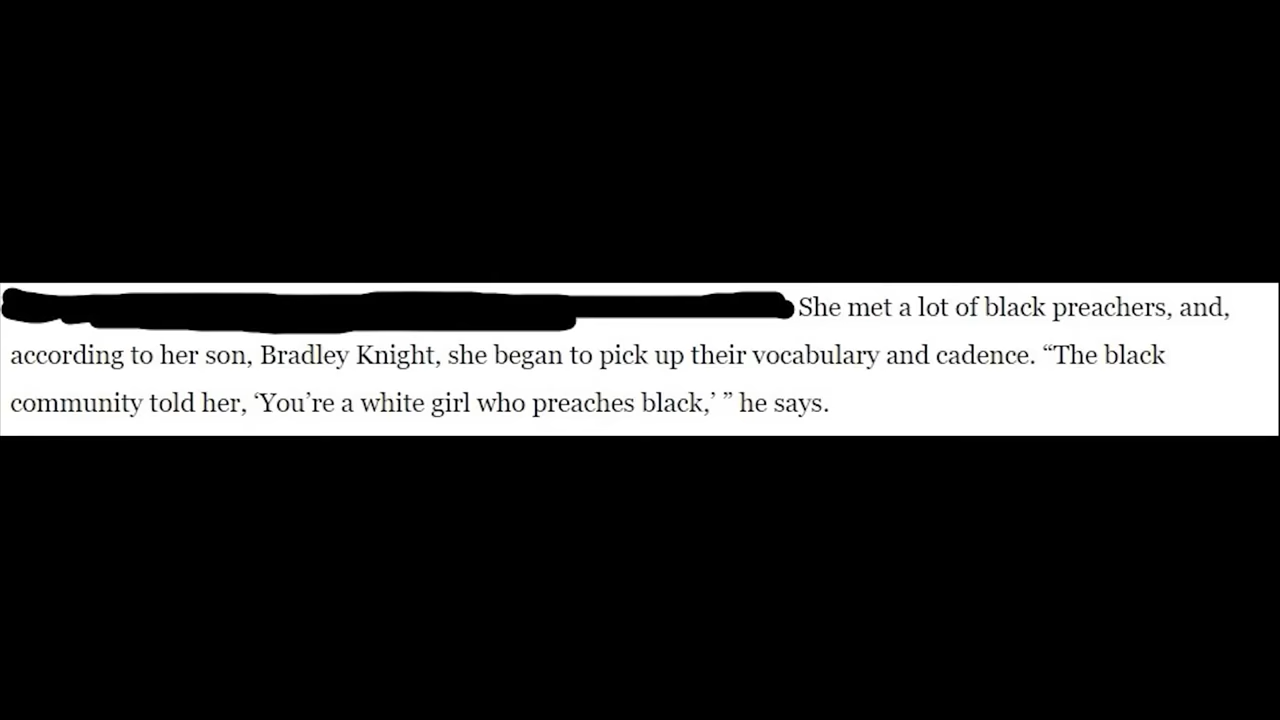 She met a lot of black preachers, and,
according to her son, Bradley Knight, she began to pick up their vocabulary and cadence. “The black
community told her, ‘You’re a white girl who preaches black,’ ” he says.